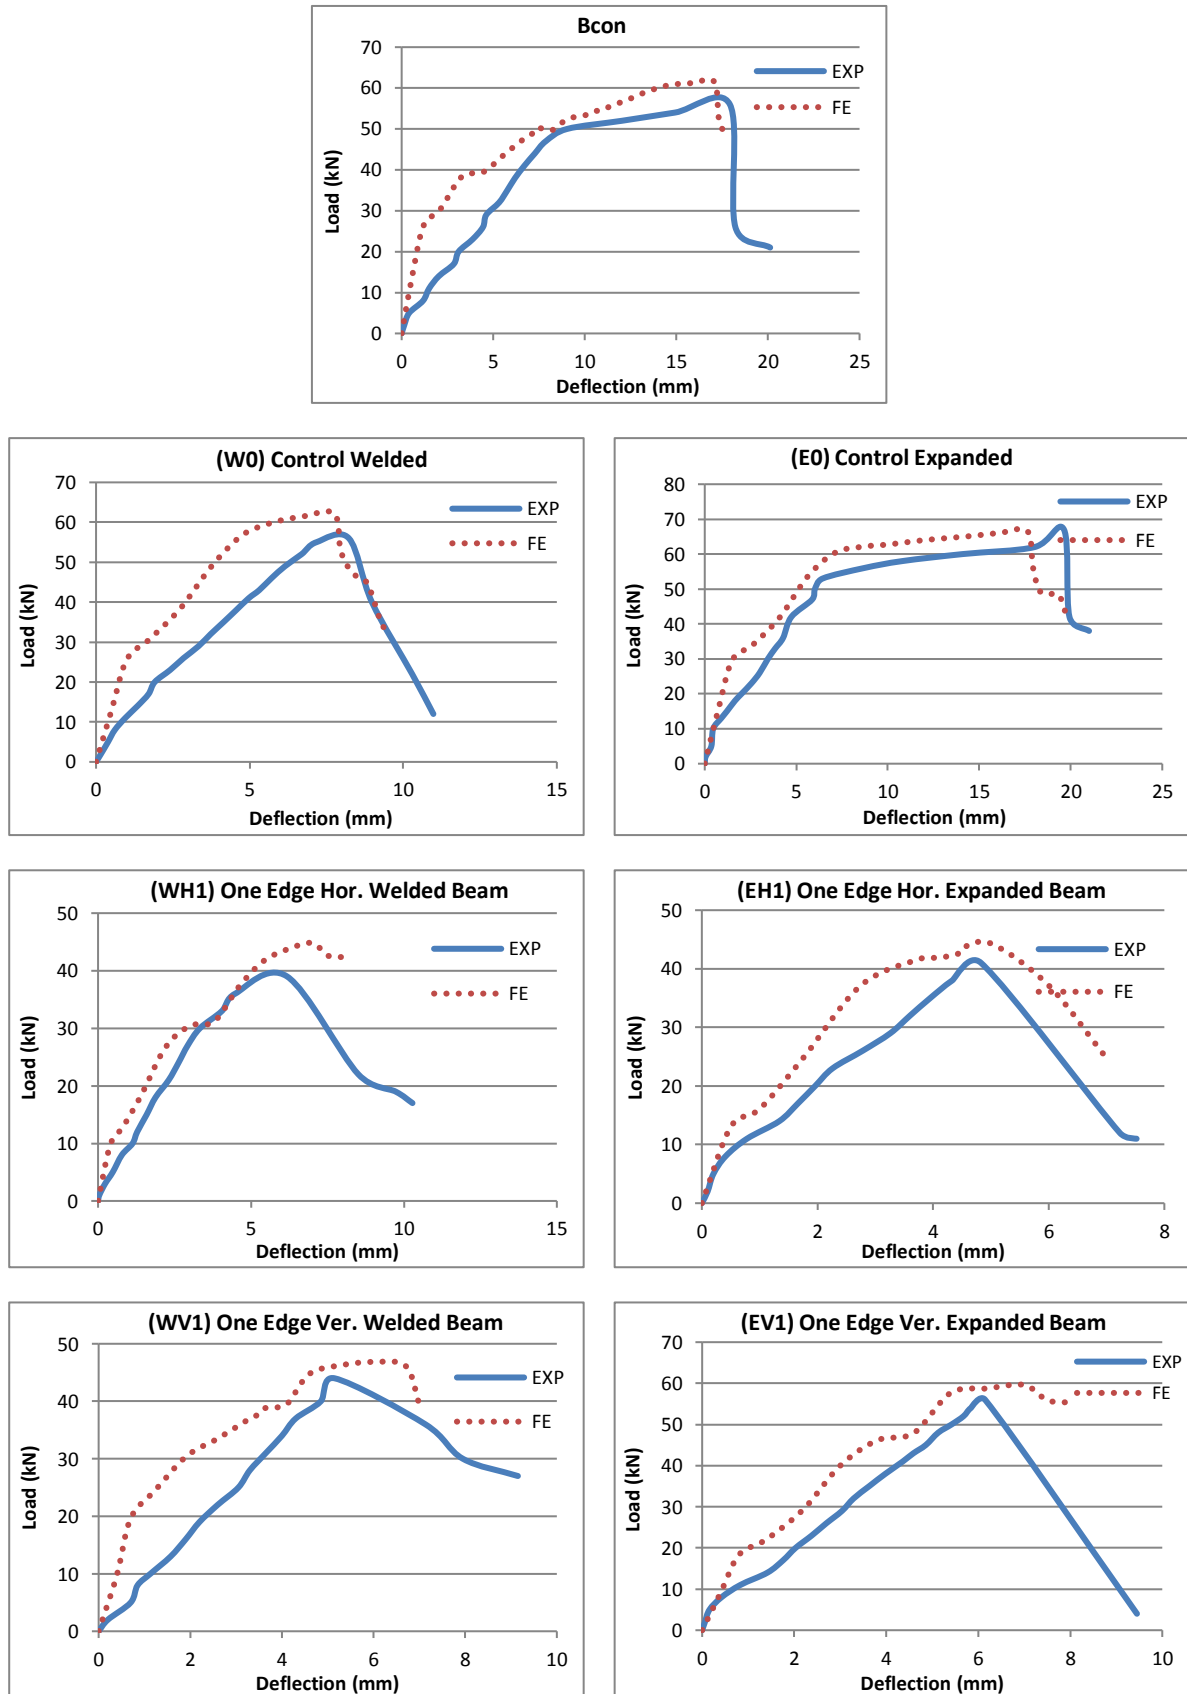 Bcon
70
60
50
40
30
20
10
0
Load (kN)
EXP
FE
0 5 10 15 20 25
Deflection (mm)
(W0) Control Welded
70
60
50
40
30
20
10
0
Load (kN)
EXP
FE
0 5 10 15
Deflection (mm)
(E0) Control Expanded
80
70
60
50
40
30
20
10
0
Load (kN)
EXP
FE
0 5 10 15 20 25
Deflection (mm)
(WH1) One Edge Hor. Welded Beam
50
40
30
20
10
0
Load (kN)
EXP
FE
0 5 10 15
Deflection (mm)
(EH1) One Edge Hor. Expanded Beam
50
40
30
20
10
0
Load (kN)
EXP
FE
0 2 4 6 8
Deflection (mm)
(WV1) One Edge Ver. Welded Beam
50
40
30
20
10
0
Load (kN)
EXP
FE
0 2 4 6 8 10
Deflection (mm)
(EV1) One Edge Ver. Expanded Beam
70
60
50
40
30
20
10
0
Load (kN)
EXP
FE
0 2 4 6 8 10
Deflection (mm)